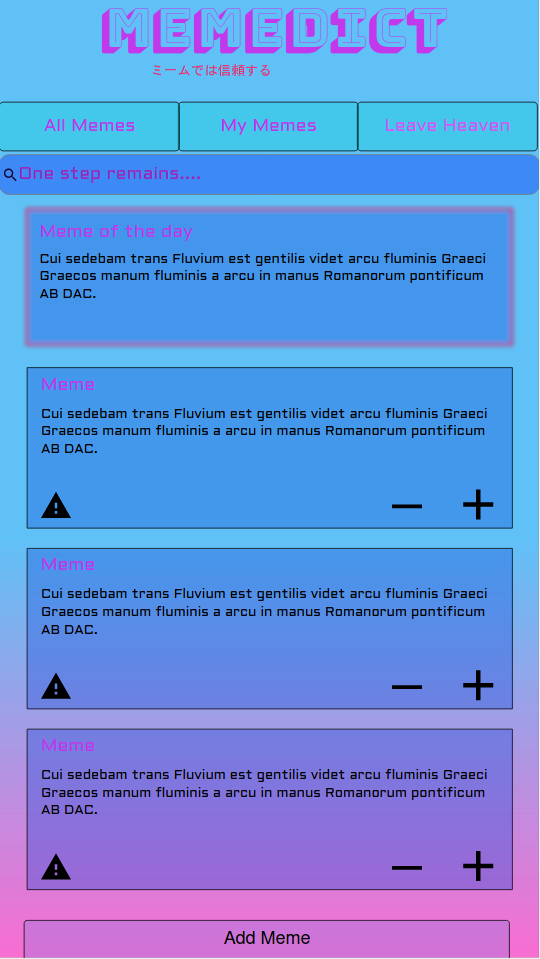 MEMEDICT
ミームでは信頼する
All Memes
My Memes
Leave Heaven
One step remains....
Meme of the day
Cui sedebam trans Fluvium est gentilis videt arcu fluminis Graeci
Graecos manum fluminis a arcu in manus Romanorum pontificum
AB DAC.
Meme
Cui sedebam trans Fluvium est gentilis videt arcu fluminis Graeci
Graecos manum fluminis a arcu in manus Romanorum pontificum
AB DAC.
Meme
Cui sedebam trans Fluvium est gentilis videt arcu fluminis Graeci
Graecos manum fluminis a arcu in manus Romanorum pontificum
AB DAC.
Meme
Cui sedebam trans Fluvium est gentilis videt arcu fluminis Graeci
Graecos manum fluminis a arcu in manus Romanorum pontificum
AB DAC.
Add Meme